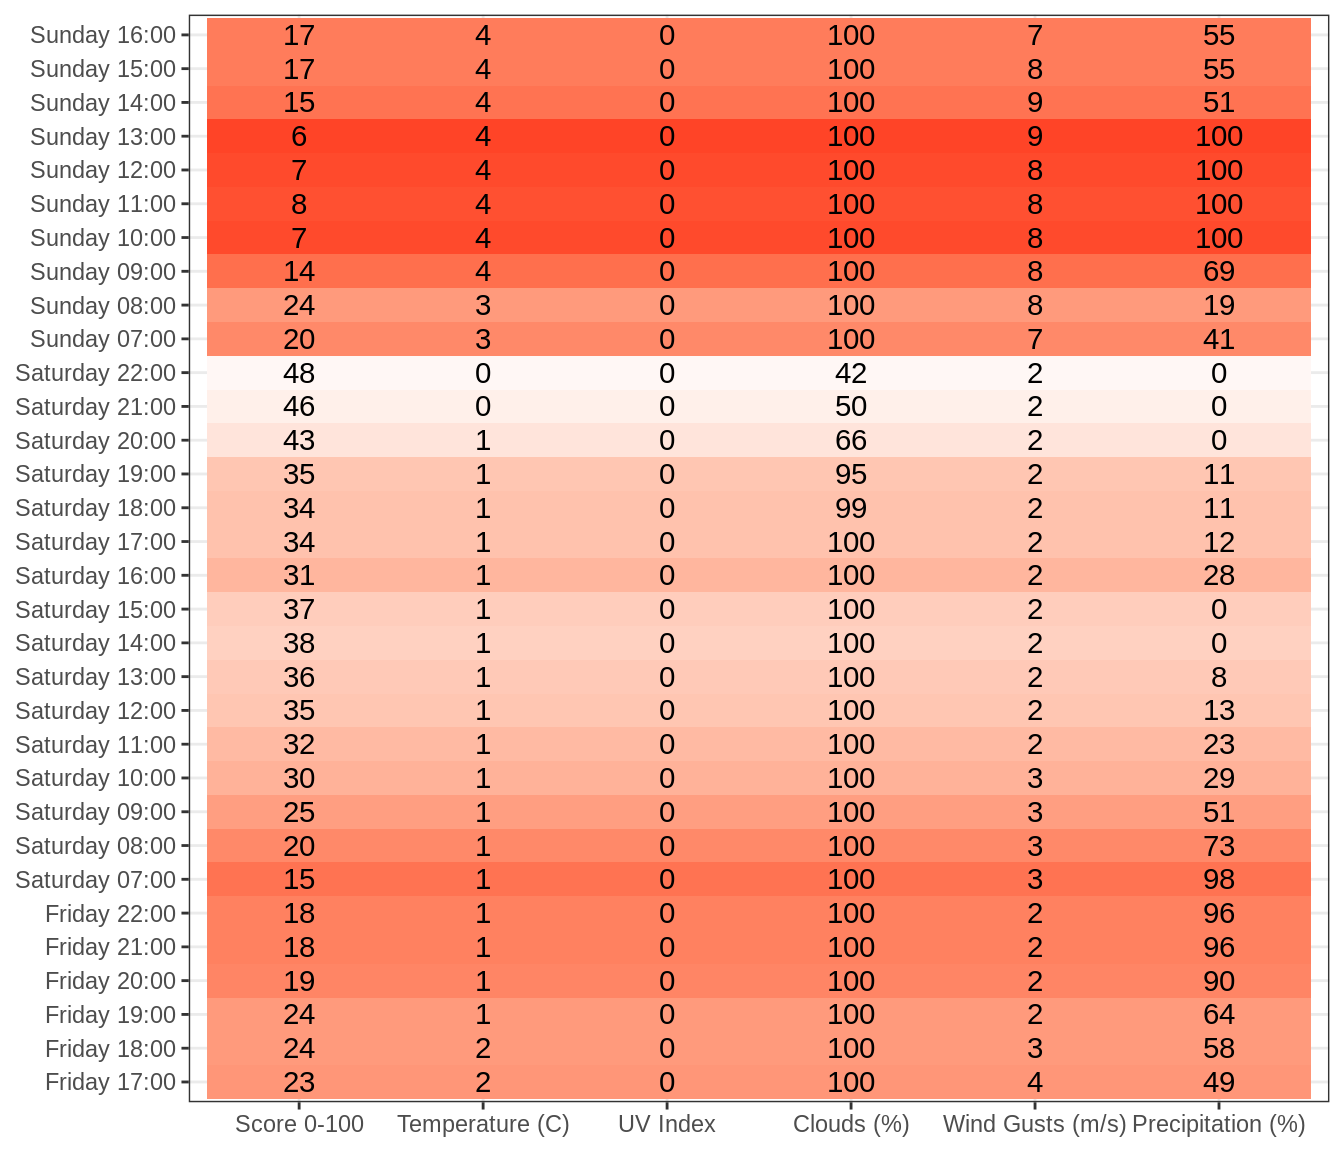 Sunday 16:00 17 4 0 100 7 55
Sunday 15:00 17 4 0 100 8 55
Sunday 14:00 15 4 0 100 9 51
Sunday 13:00 6 4 0 100 9 100
Sunday 12:00 7 4 0 100 8 100
Sunday 11:00 8 4 0 100 8 100
Sunday 10:00 7 4 0 100 8 100
Sunday 09:00 14 4 0 100 8 69
Sunday 08:00 24 3 0 100 8 19
Sunday 07:00 20 3 0 100 7 41
Saturday 22:00 48 0 0 42 2 0
Saturday 21:00 46 0 0 50 2 0
Saturday 20:00 43 1 0 66 2 0
Saturday 19:00 35 1 0 95 2 11
Saturday 18:00 34 1 0 99 2 11
Saturday 17:00 34 1 0 100 2 12
Saturday 16:00 31 1 0 100 2 28
Saturday 15:00 37 1 0 100 2 0
Saturday 14:00 38 1 0 100 2 0
Saturday 13:00 36 1 0 100 2 8
Saturday 12:00 35 1 0 100 2 13
Saturday 11:00 32 1 0 100 2 23
Saturday 10:00 30 1 0 100 3 29
Saturday 09:00 25 1 0 100 3 51
Saturday 08:00 20 1 0 100 3 73
Saturday 07:00 15 1 0 100 3 98
Friday 22:00 18 1 0 100 2 96
Friday 21:00 18 1 0 100 2 96
Friday 20:00 19 1 0 100 2 90
Friday 19:00 24 1 0 100 2 64
Friday 18:00 24 2 0 100 3 58
Friday 17:00 23 2 0 100 4 49
Score 0-100 Temperature (C) UV Index Clouds (%) Wind Gusts (m/s) Precipitation (%)